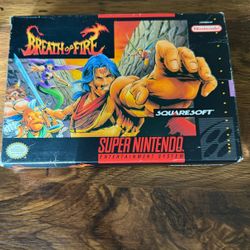 BREATH OF FIRE
Nintendo
SQUARESOFT
SUPER NINTENDO
ENTERTAINMENT SYSTEM